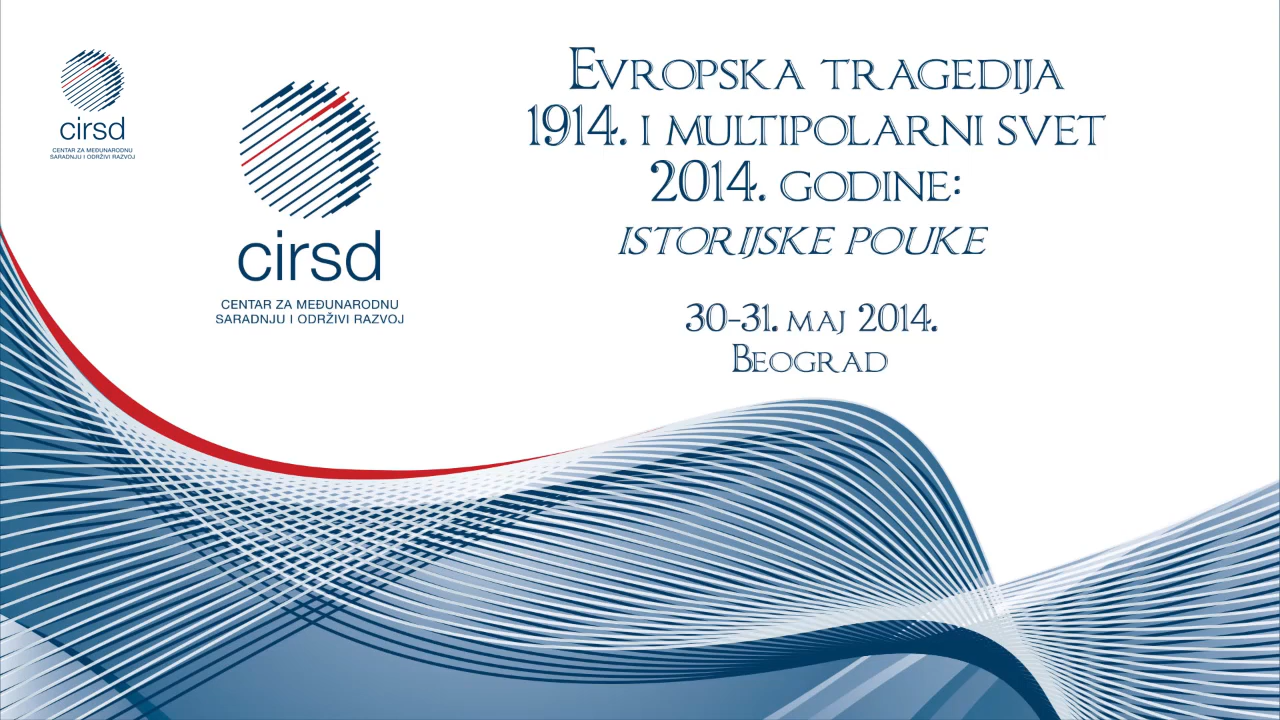 cirsd
CENTAR ZA MEĐUNARODNU
SARADNJU I ODRŽIVI RAZVOJ
cirsd
CENTAR ZA MEĐUNARODNU
SARADNJU I ODRŽIVI RAZVOJ
EVROPSKA TRAGEDIJA
1914. I MULTIPOLARNI SVET
2014. GODINE:
ISTORIJSKE POUKE
30-31. MAJ 2014.
BEOGRAD